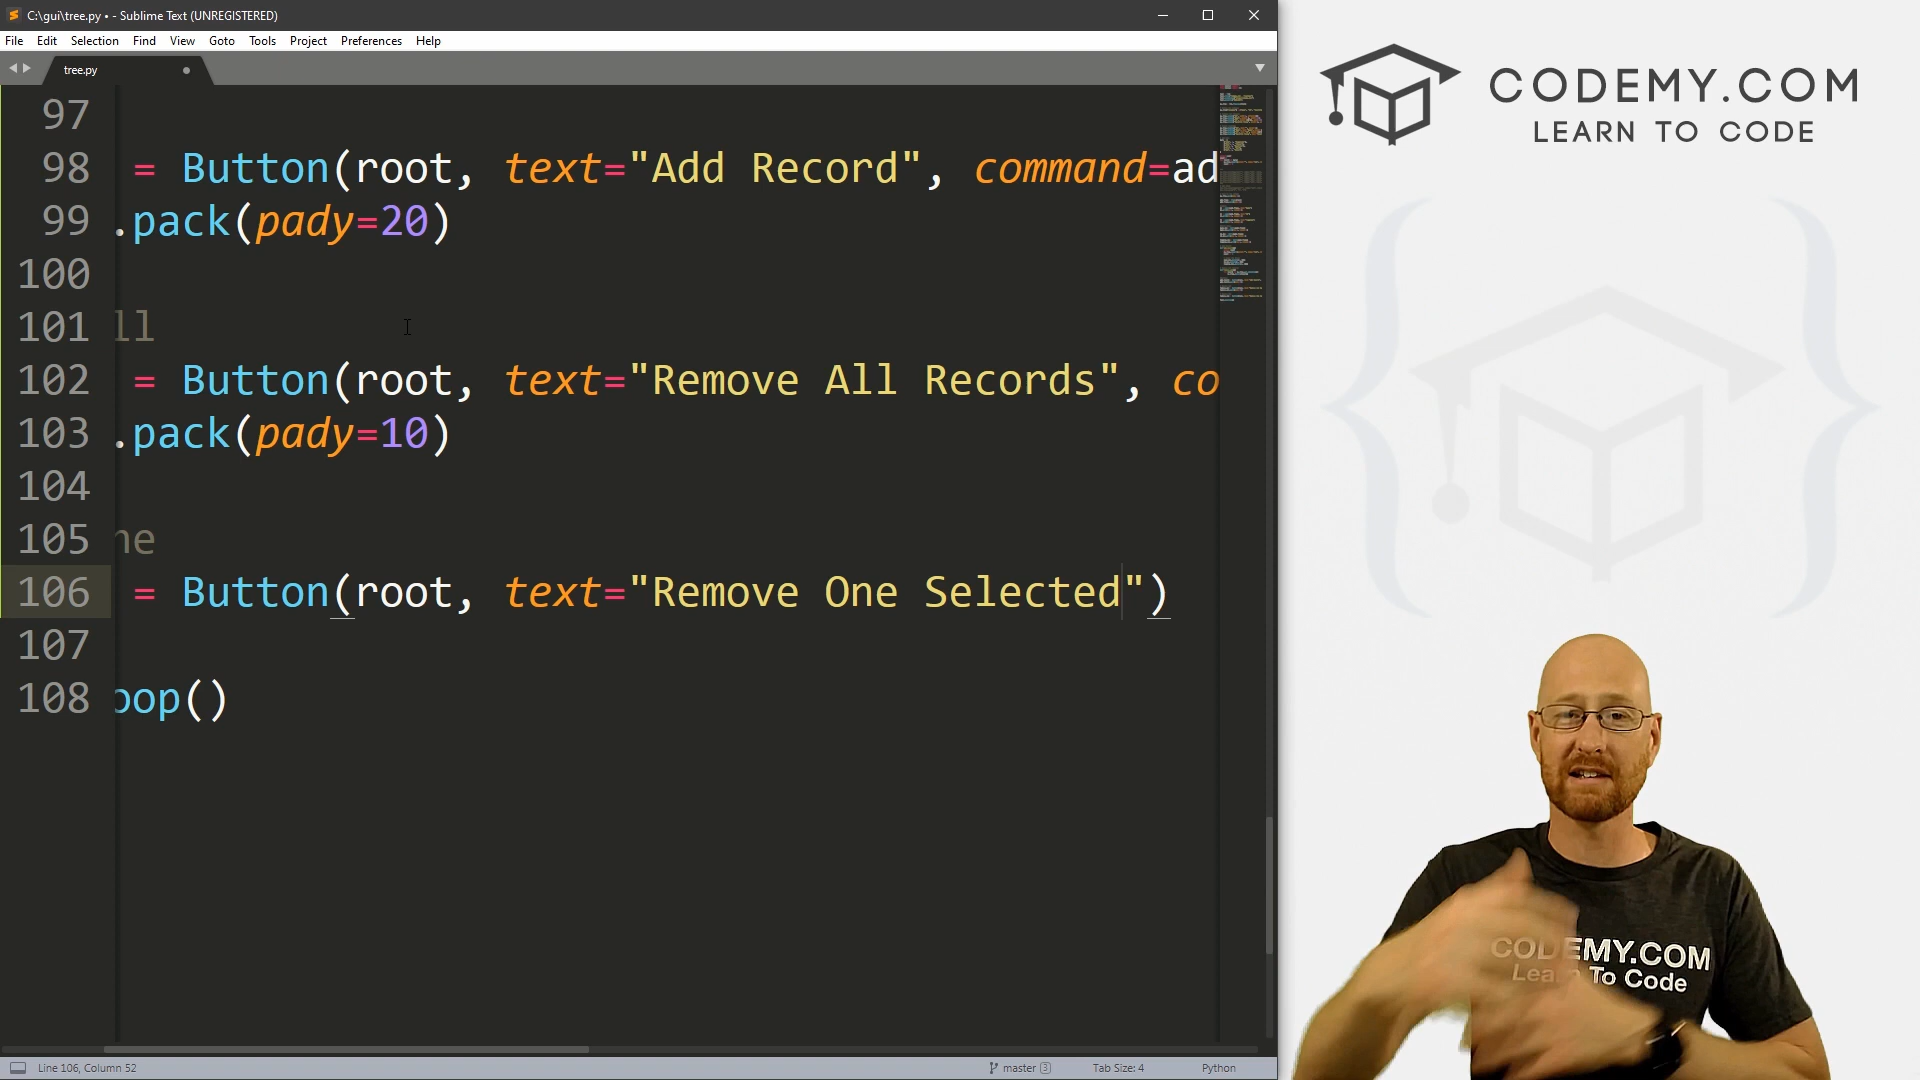 C:\gui\tree.py • - Sublime Text (UNREGISTERED)
File Edit Selection Find View Goto Tools Project Preferences Help
tree.py
97
98 = Button(root, text="Add Record", command=ad
99 .pack(pady=20)
100
101 ll
102 = Button(root, text="Remove All Records", co
103 .pack(pady=10)
104
105 ne
106 = Button(root, text="Remove One Selected")
107
108 oop()
Line 106, Column 52
master 3
Tab Size: 4
Python
CODEMY.COM
LEARN TO CODE
CODEMY.COM
Learn To Code